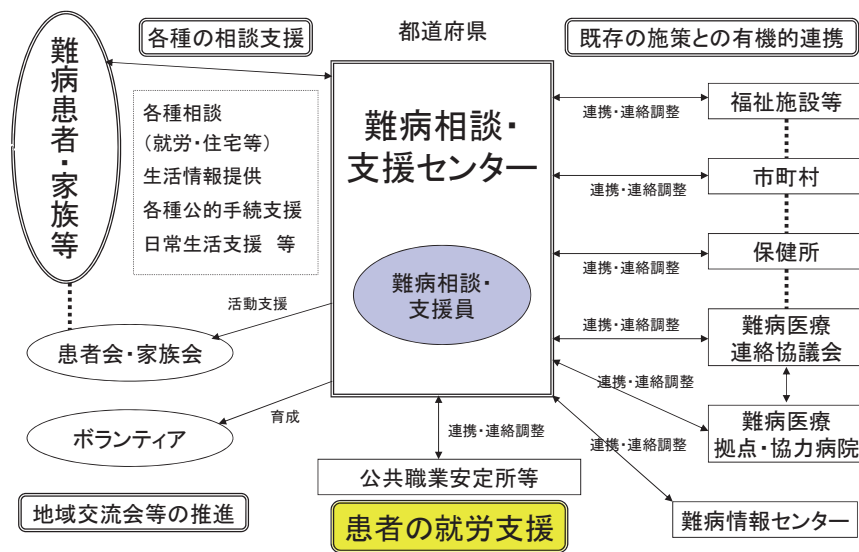 各種の相談支援
都道府県
既存の施策との有機的連携
難病患者・家族等
各種相談
(就労・住宅等)
生活情報提供
各種公的手続支援
日常生活支援 等
難病相談・
支援センター
難病相談・
支援員
連携・連絡調整
福祉施設等
連携・連絡調整
市町村
連携・連絡調整
保健所
連携・連絡調整
難病医療
連絡協議会
連携・連絡調整
難病医療
拠点・協力病院
連携・連絡調整
難病情報センター
活動支援
患者会・家族会
育成
ボランティア
連携・連絡調整
公共職業安定所等
地域交流会等の推進
患者の就労支援